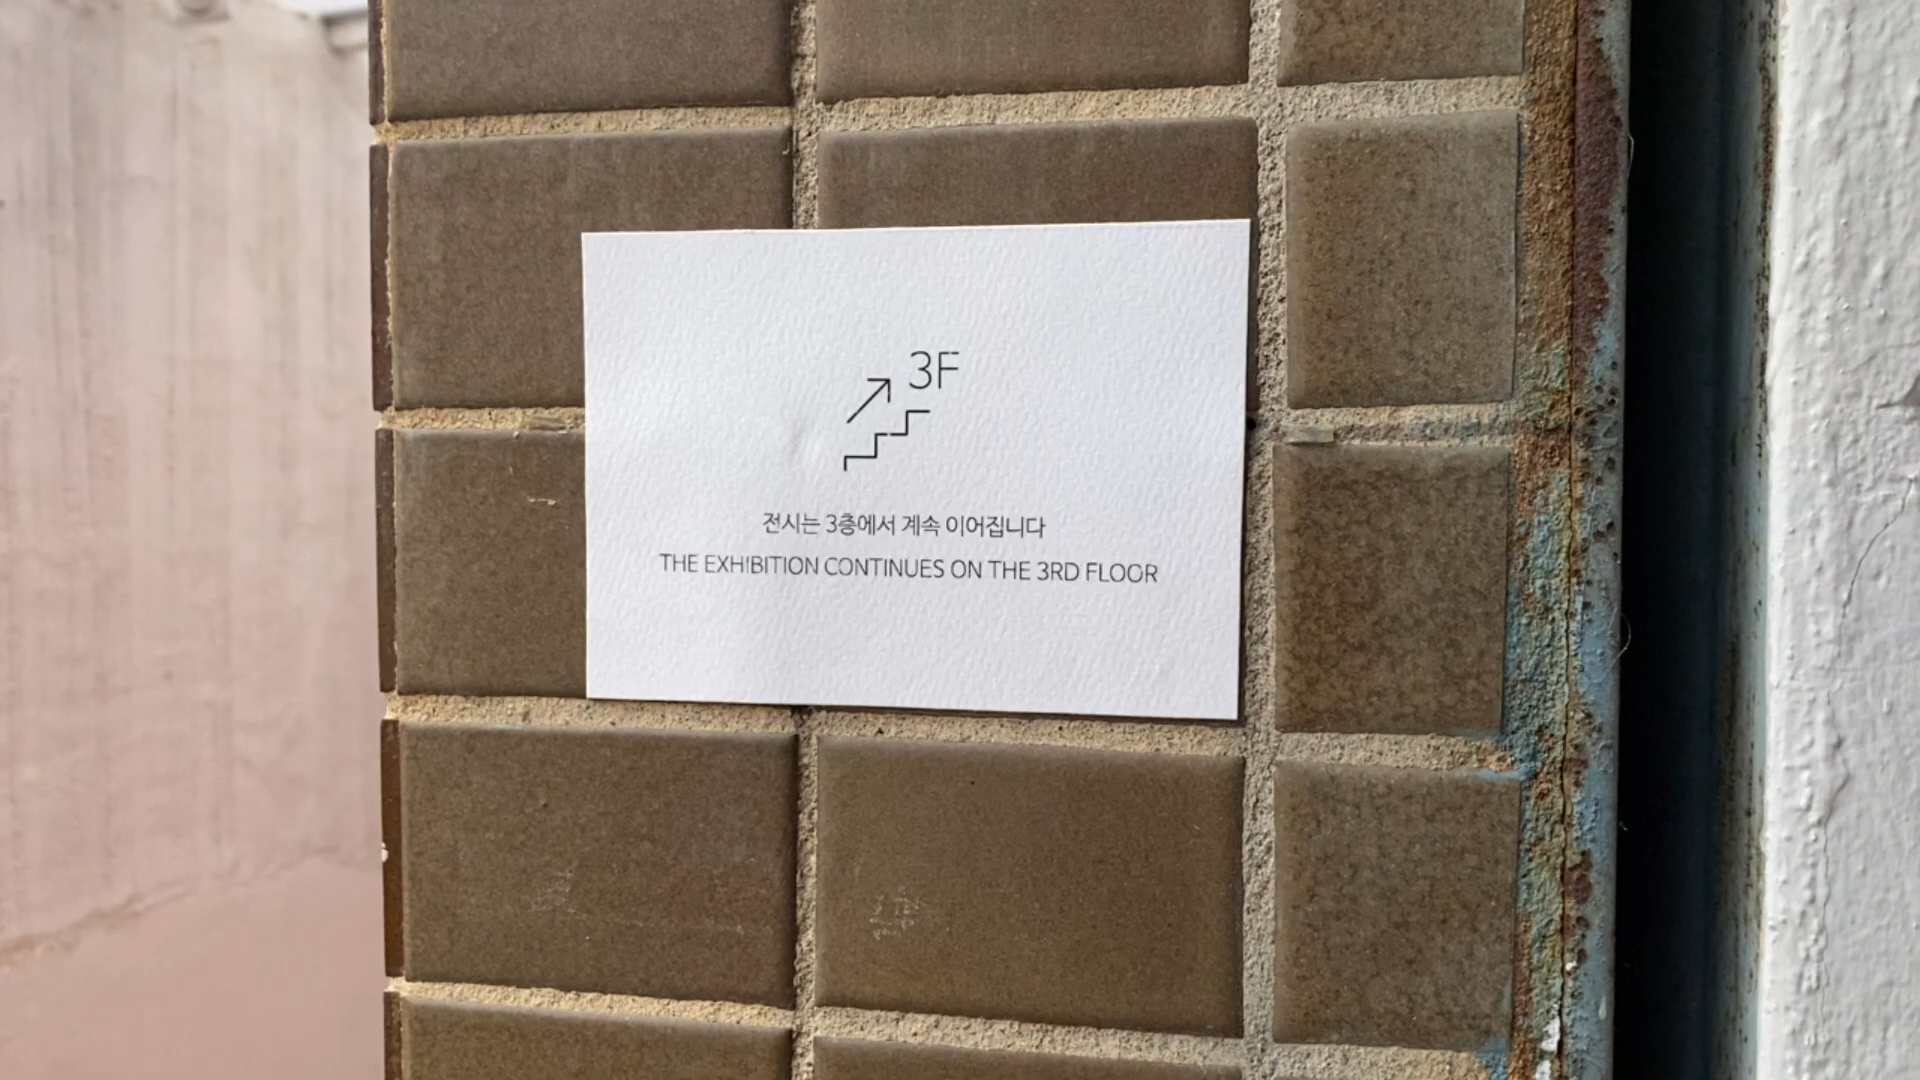 3F
전시는 3층에서 계속 이어집니다
THE EXHIBITION CONTINUES ON THE 3RD FLOOR